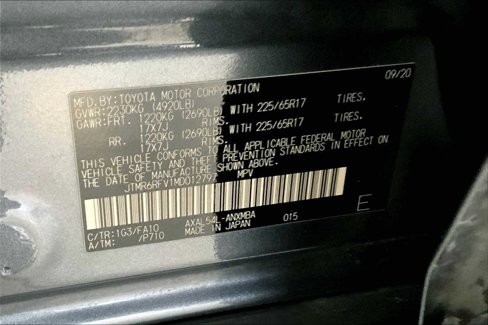 MFD.BY:TOYOTA MOTOR CORPORATION 09/20
GVWR:2230KG (4920LB)
GAWR:FRT. 1220KG (2690LB) WITH 225/65R17 TIRES,
17X7J RIMS,
RR. 1220KG (2690LB) WITH 225/65R17 TIRES,
17X7J RIMS,
THIS VEHICLE CONFORMS TO ALL APPLICABLE FEDERAL MOTOR
VEHICLE SAFETY AND THEFT PREVENTION STANDARDS IN EFFECT ON
THE DATE OF MANUFACTURE SHOWN ABOVE.
MPV
C/TR:1G3/FA10 AXAL54L-ANXMBA 015
A/TM: /P710 MADE IN JAPAN
E